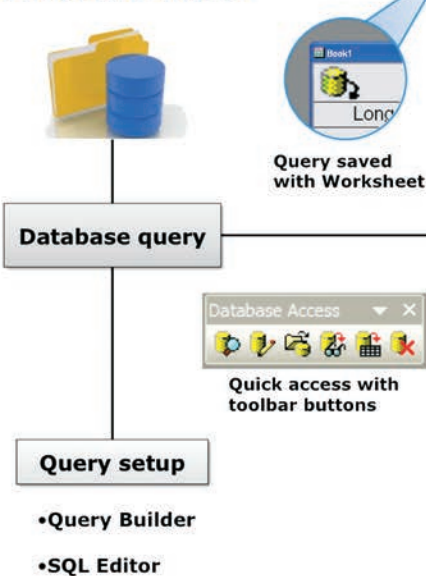 Book1
Long
Query saved
with Worksheet
Database query
Database Access
Quick access with
toolbar buttons
Query setup
•Query Builder
•SQL Editor